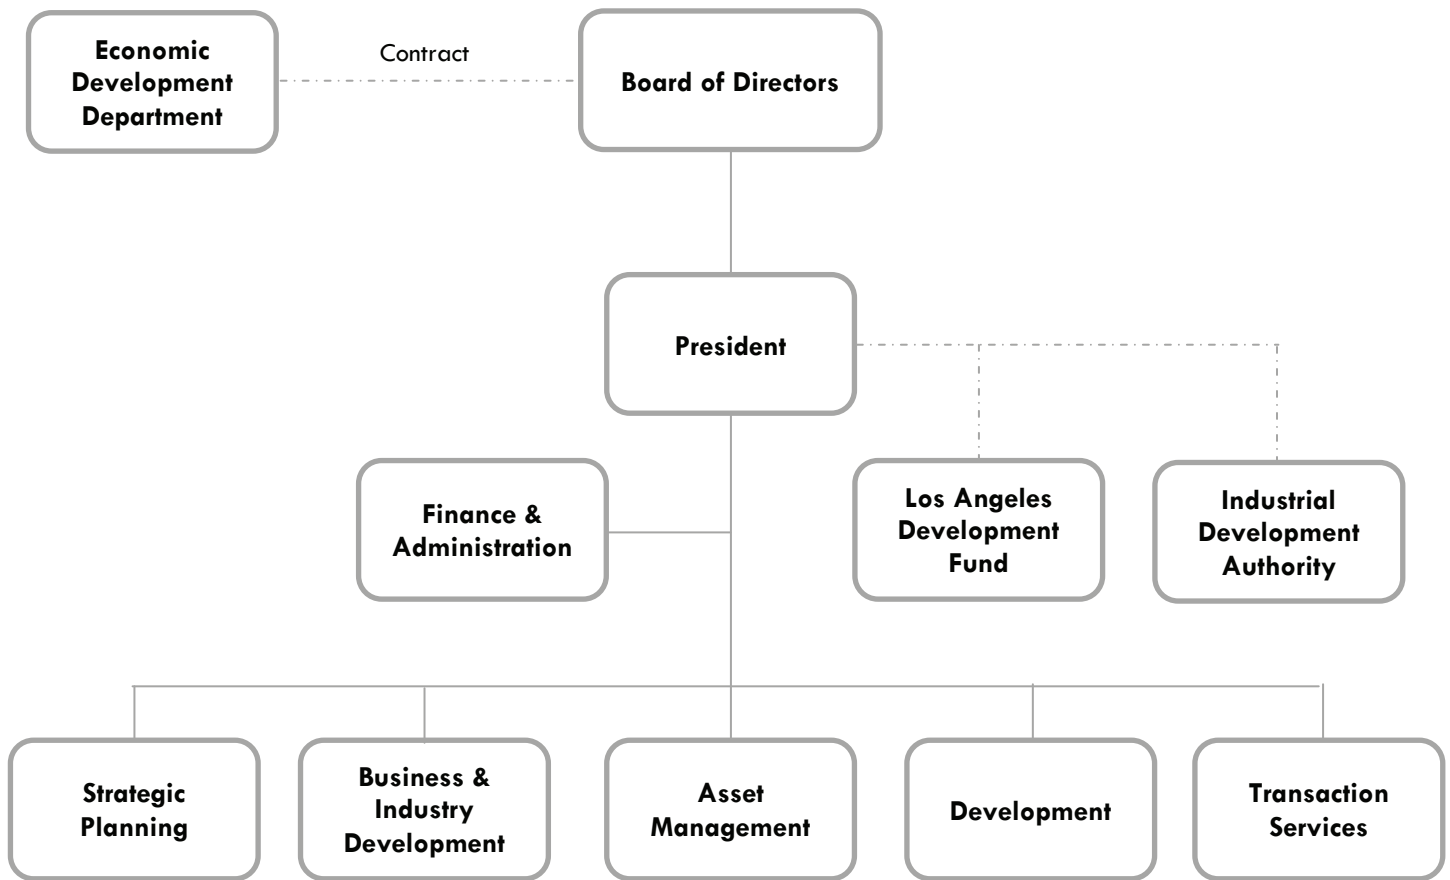 Economic
Development
Department
Contract
Board of Directors
President
Finance &
Administration
Los Angeles
Development
Fund
Industrial
Development
Authority
Strategic
Planning
Business &
Industry
Development
Asset
Management
Development
Transaction
Services